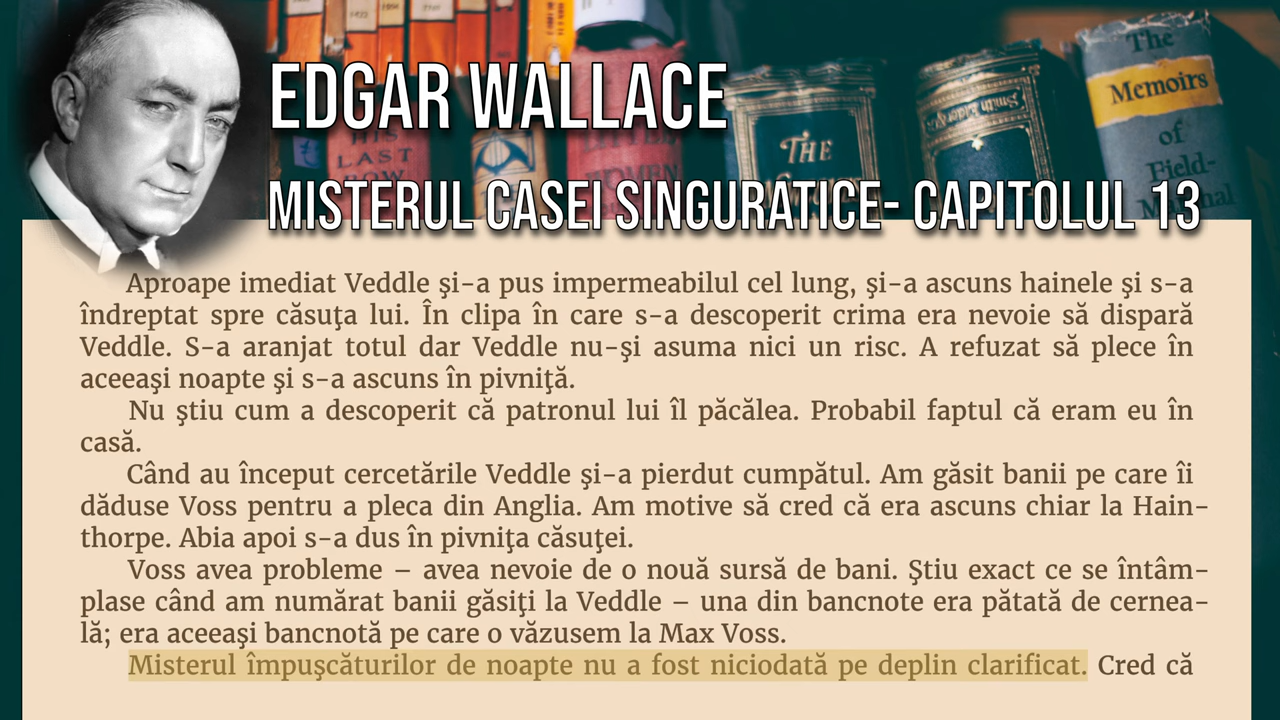 EDGAR WALLACE
MISTERUL CASEI SINGURATICE- CAPITOLUL 13
HIS
LAST
BOW
THE
The
Memoirs
of
Field-
Aproape imediat Veddle şi-a pus impermeabilul cel lung, şi-a ascuns hainele şi s-a
îndreptat spre căsuţa lui. În clipa în care s-a descoperit crima era nevoie să dispară
Veddle. S-a aranjat totul dar Veddle nu-şi asuma nici un risc. A refuzat să plece în
aceeaşi noapte şi s-a ascuns în pivniţă.
Nu ştiu cum a descoperit că patronul lui îl păcălea. Probabil faptul că eram eu în
casă.
Când au început cercetările Veddle şi-a pierdut cumpătul. Am găsit banii pe care îi
dăduse Voss pentru a pleca din Anglia. Am motive să cred că era ascuns chiar la Hain-
thorpe. Abia apoi s-a dus în pivniţa căsuţei.
Voss avea probleme – avea nevoie de o nouă sursă de bani. Ştiu exact ce se întâm-
plase când am numărat banii găsiţi la Veddle – una din bancnote era pătată de cernea-
lă; era aceeaşi bancnotă pe care o văzusem la Max Voss.
Misterul împuşcăturilor de noapte nu a fost niciodată pe deplin clarificat. Cred că